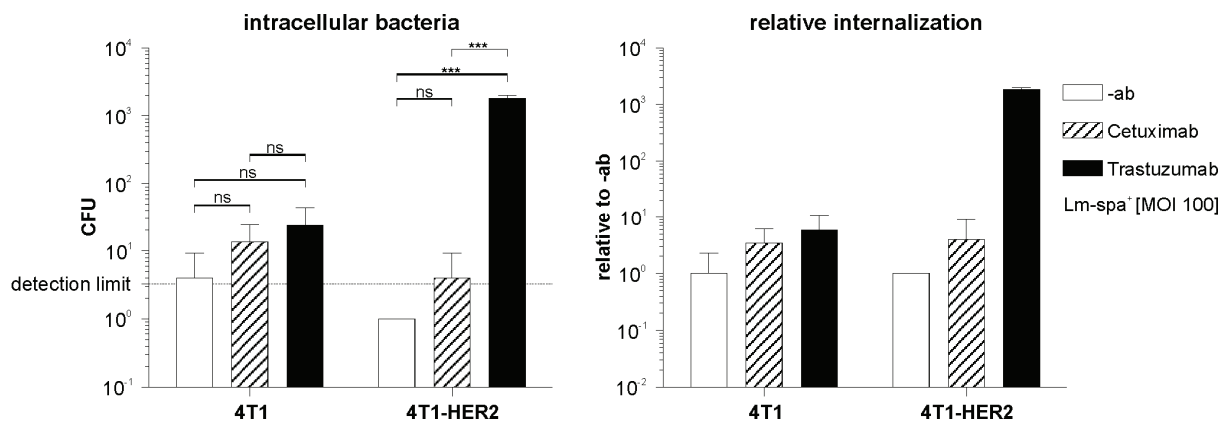 intracellular bacteria
10⁴
10³
10²
10¹
10⁰
10⁻¹
CFU
detection limit
ns
ns
ns
ns
***
***
4T1
4T1-HER2
relative internalization
10⁴
10³
10²
10¹
10⁰
10⁻¹
10⁻²
relative to -ab
4T1
4T1-HER2
-ab
Cetuximab
Trastuzumab
Lm-spa⁺ [MOI 100]